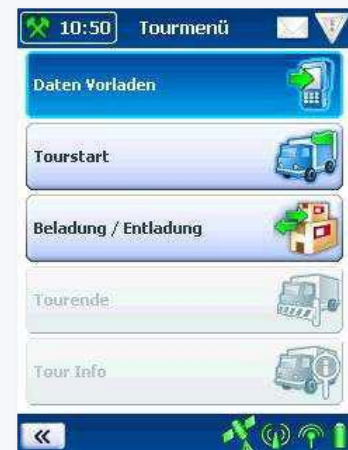 10:50 Tourmenü
Daten Vorladen
Tourstart
Beladung / Entladung
Tourende
Tour Info